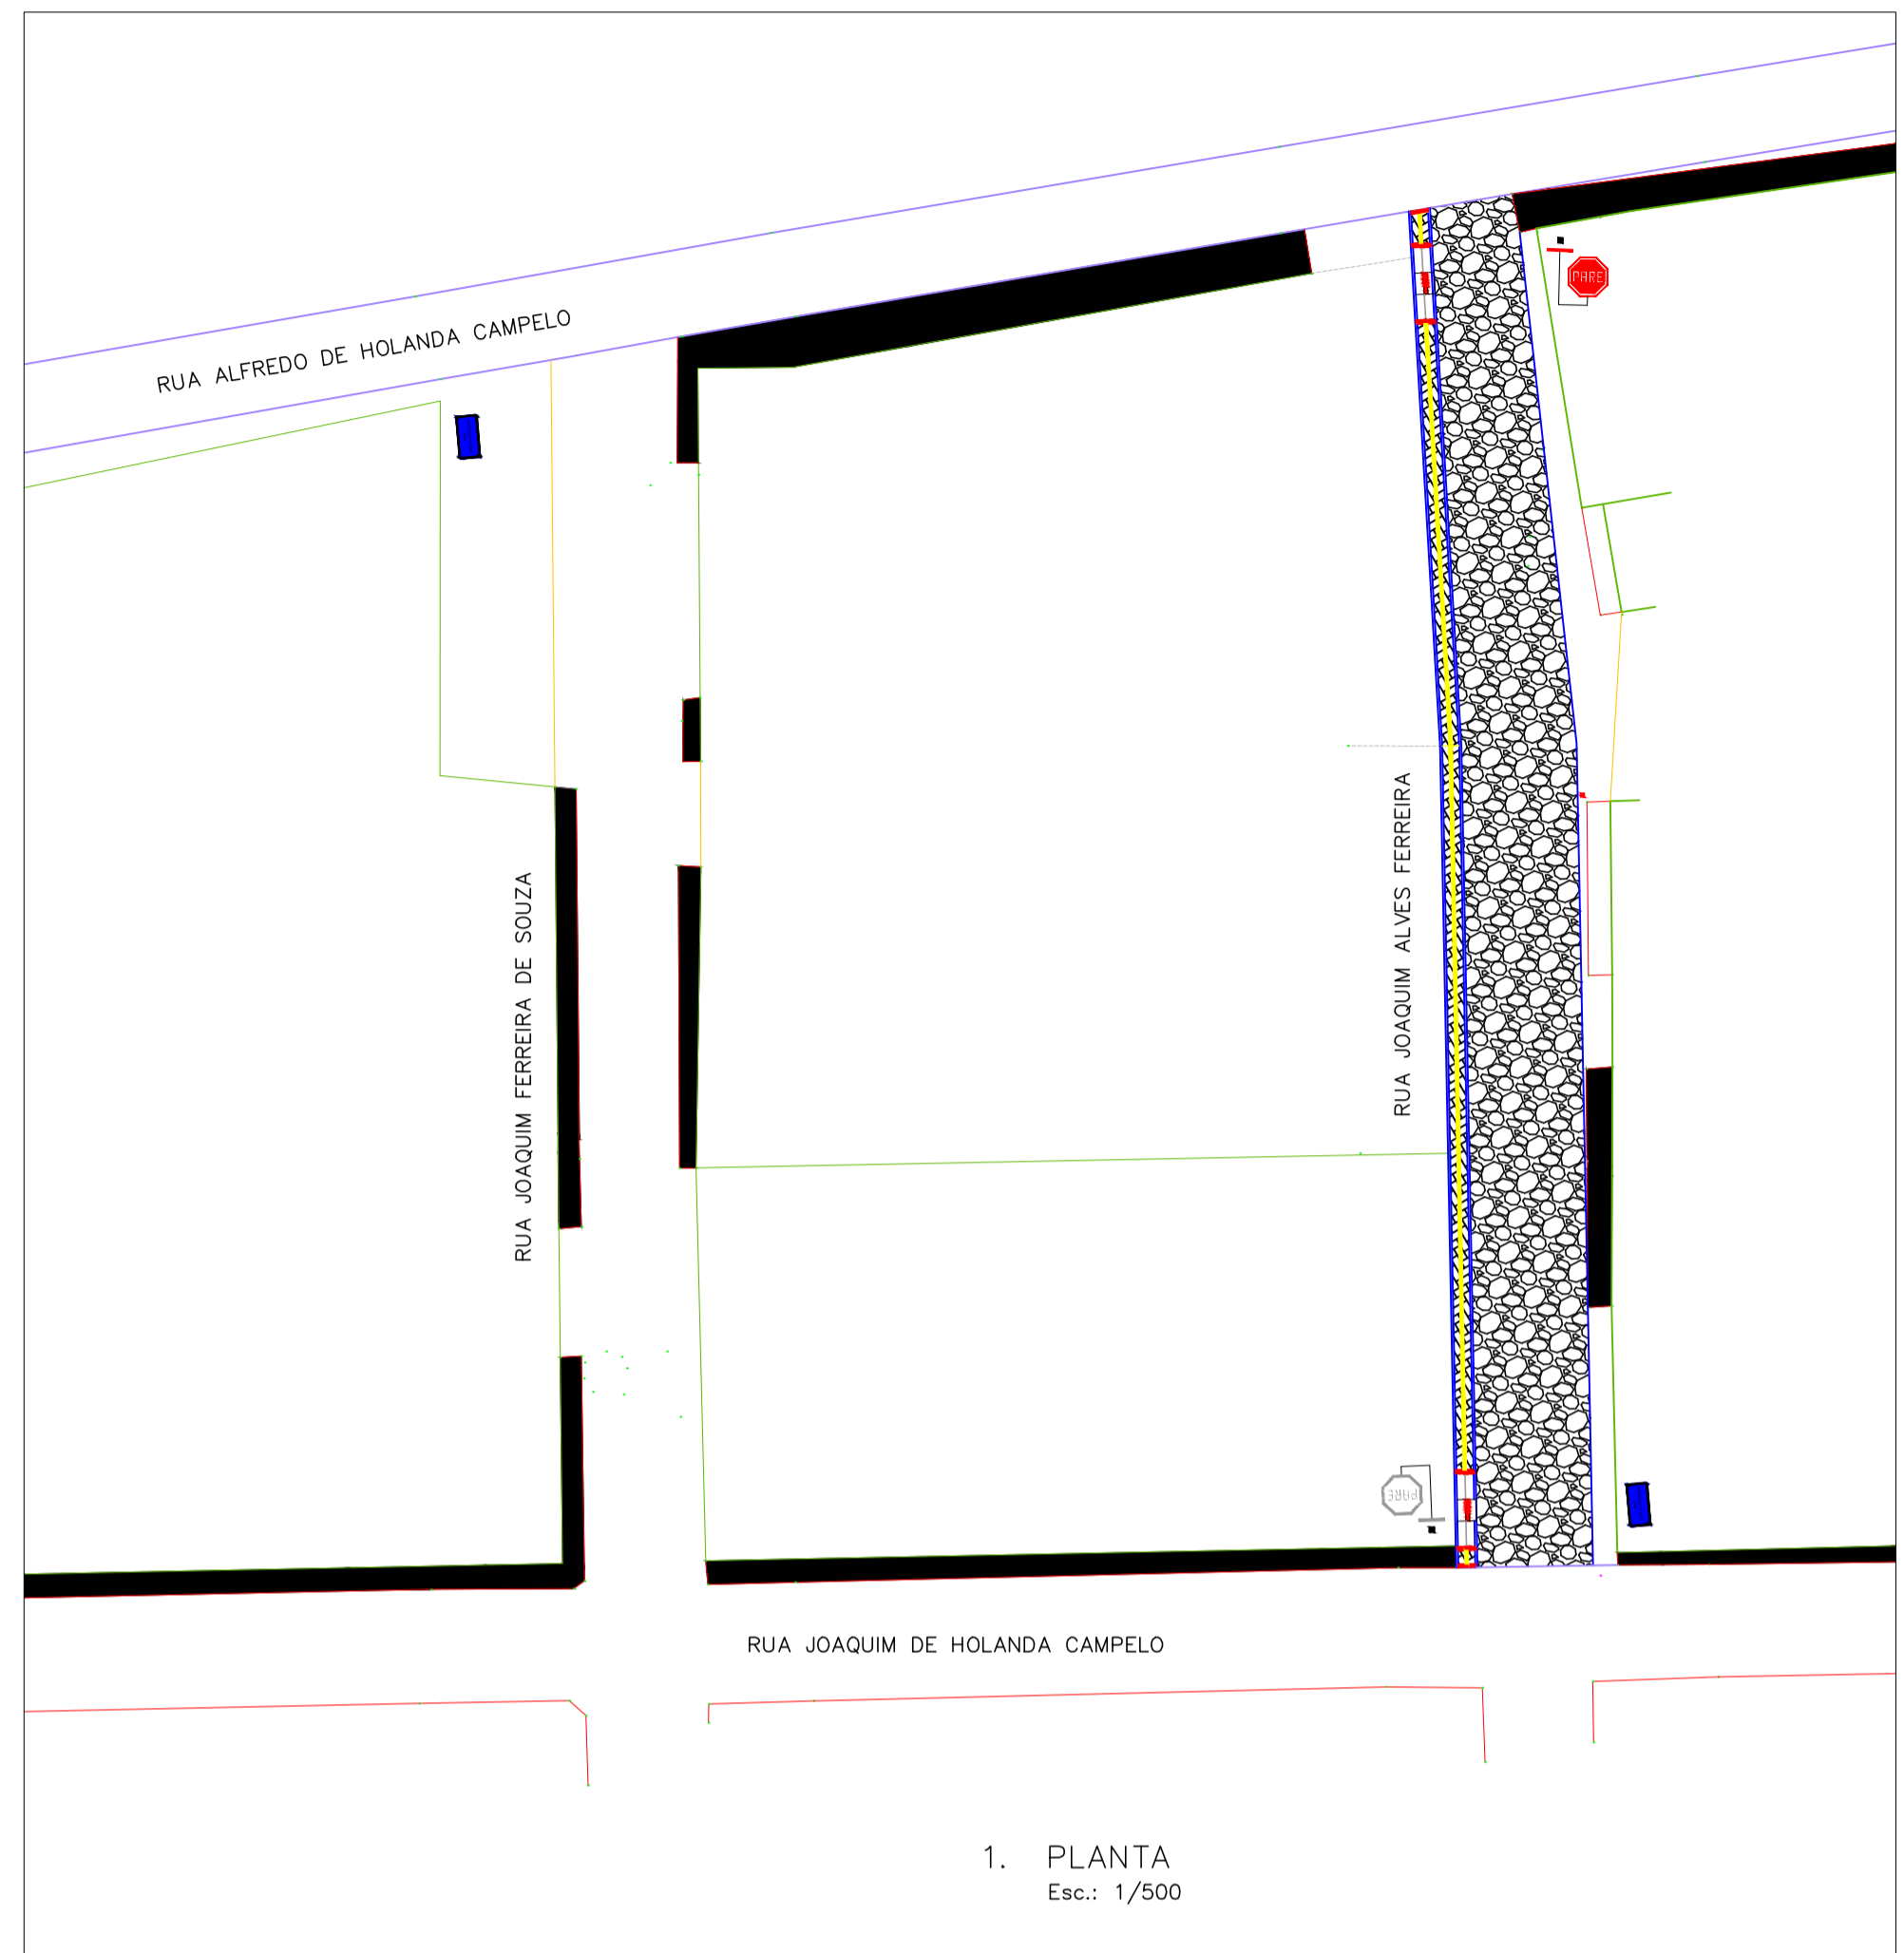 RUA ALFREDO DE HOLANDA CAMPELO
PARE
RUA JOAQUIM FERREIRA DE SOUZA
RUA JOAQUIM ALVES FERREIRA
PARE
RUA JOAQUIM DE HOLANDA CAMPELO
1. PLANTA
Esc.: 1/500